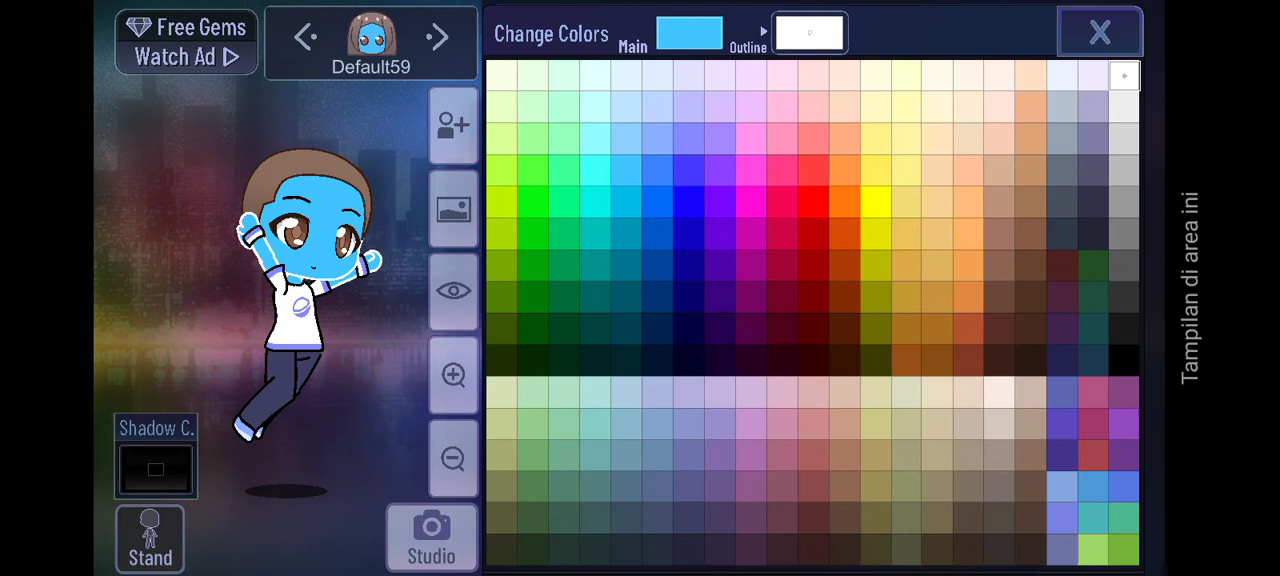 Free Gems
Watch Ad
Default59
Change Colors
Main
Outline
Shadow C.
Stand
Studio
X
Tampilan di area ini